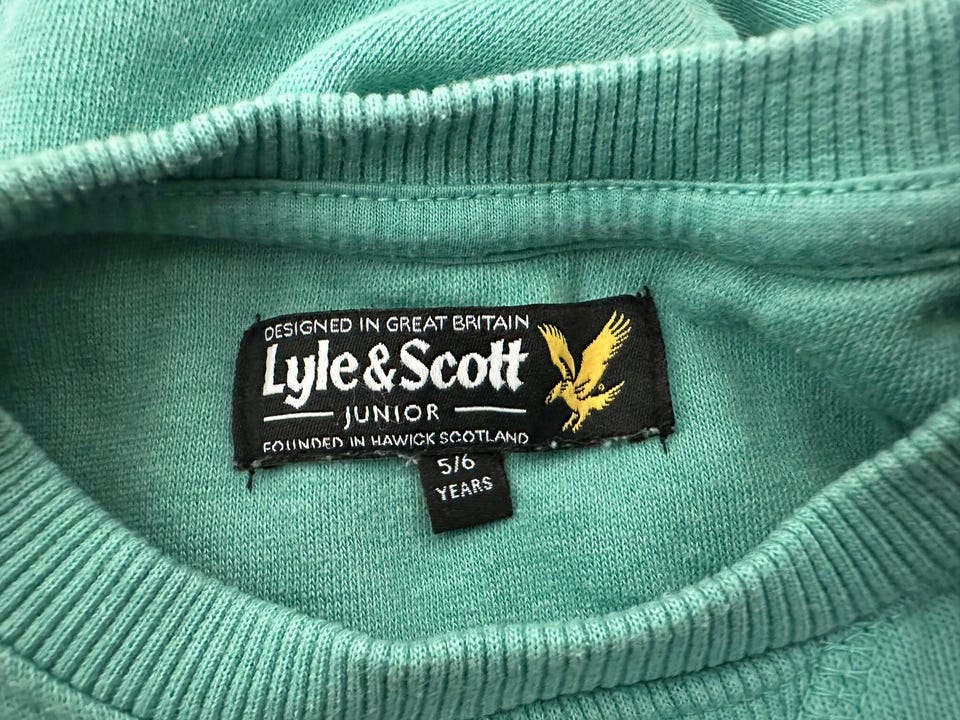 DESIGNED IN GREAT BRITAIN
Lyle&Scott
JUNIOR
FOUNDED IN HAWICK SCOTLAND
5/6
YEARS